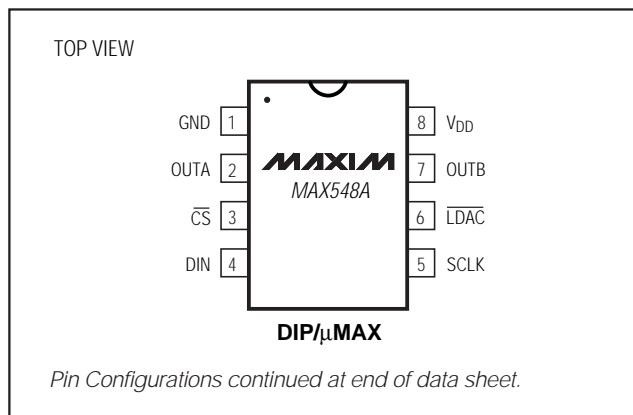 TOP VIEW
GND 1 8 VDD
MAXIM
OUTA 2 7 OUTB
MAX548A
CS 3 6 LDAC
DIN 4 5 SCLK
DIP/μMAX
Pin Configurations continued at end of data sheet.